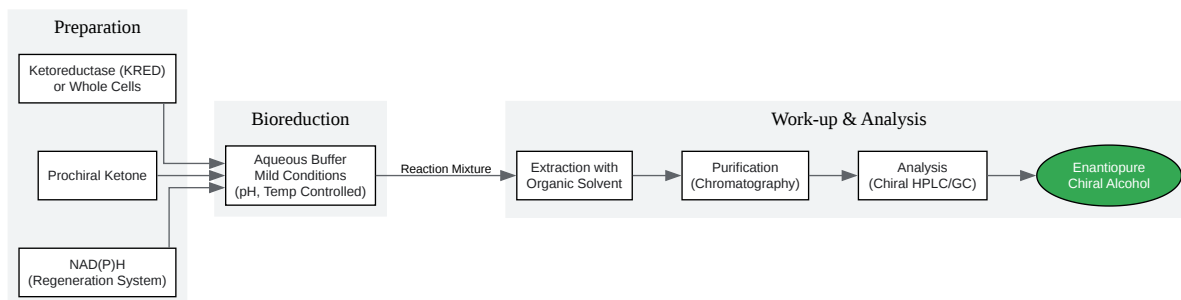 Preparation
Ketoreductase (KRED)
or Whole Cells
Prochiral Ketone
NAD(P)H
(Regeneration System)
Bioreduction
Aqueous Buffer
Mild Conditions
(pH, Temp Controlled)
Reaction Mixture
Work-up & Analysis
Extraction with
Organic Solvent
Purification
(Chromatography)
Analysis
(Chiral HPLC/GC)
Enantiopure
Chiral Alcohol